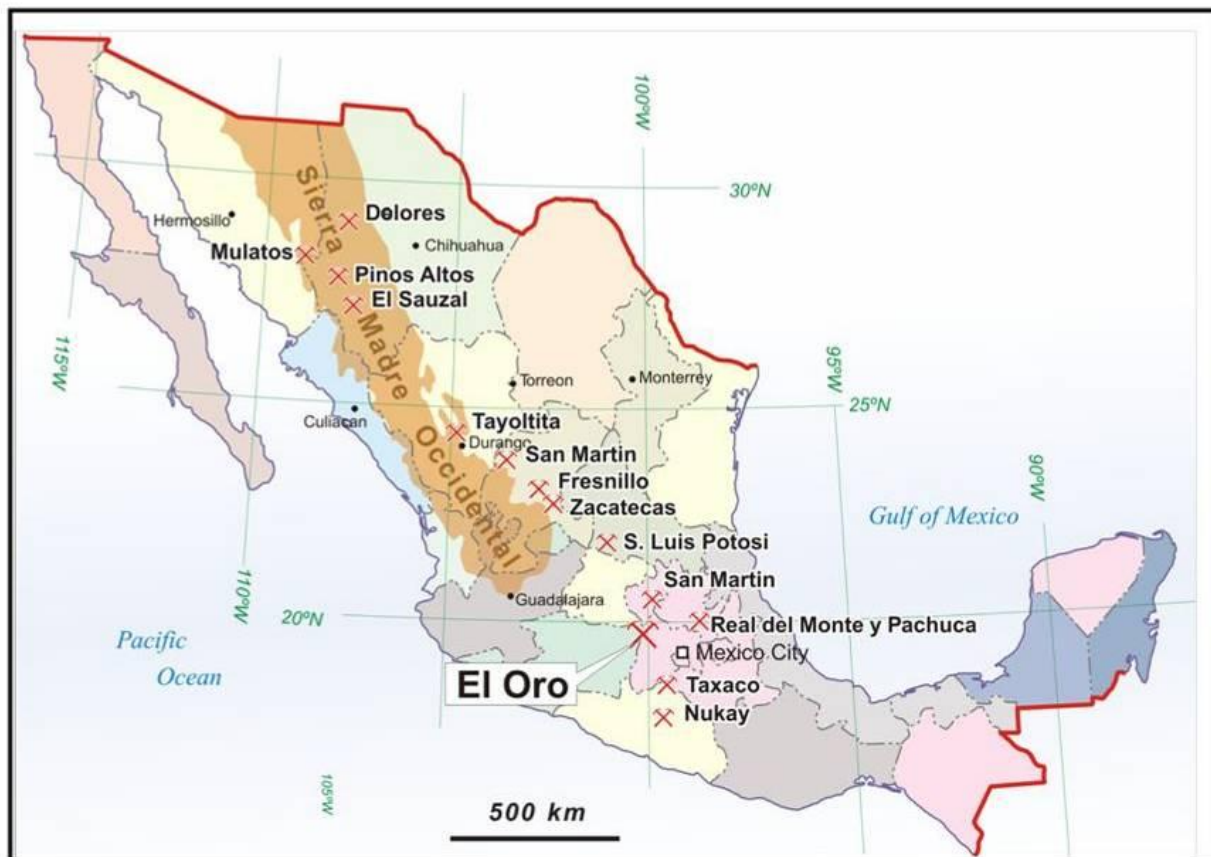 100ºW
30ºN
Sierra
Madre
Occidental
Hermosillo
Dolores
Chihuahua
Mulatos
Pinos Altos
El Sauzal
115ºW
95ºW
Torreon
Monterrey
25ºN
Culiacan
Tayoltita
Durango
San Martin
Fresnillo
Zacatecas
90ºW
Gulf of Mexico
S. Luis Potosi
110ºW
San Martin
Guadalajara
20ºN
Real del Monte y Pachuca
Pacific
Ocean
Mexico City
El Oro
Taxaco
Nukay
105ºW
500 km